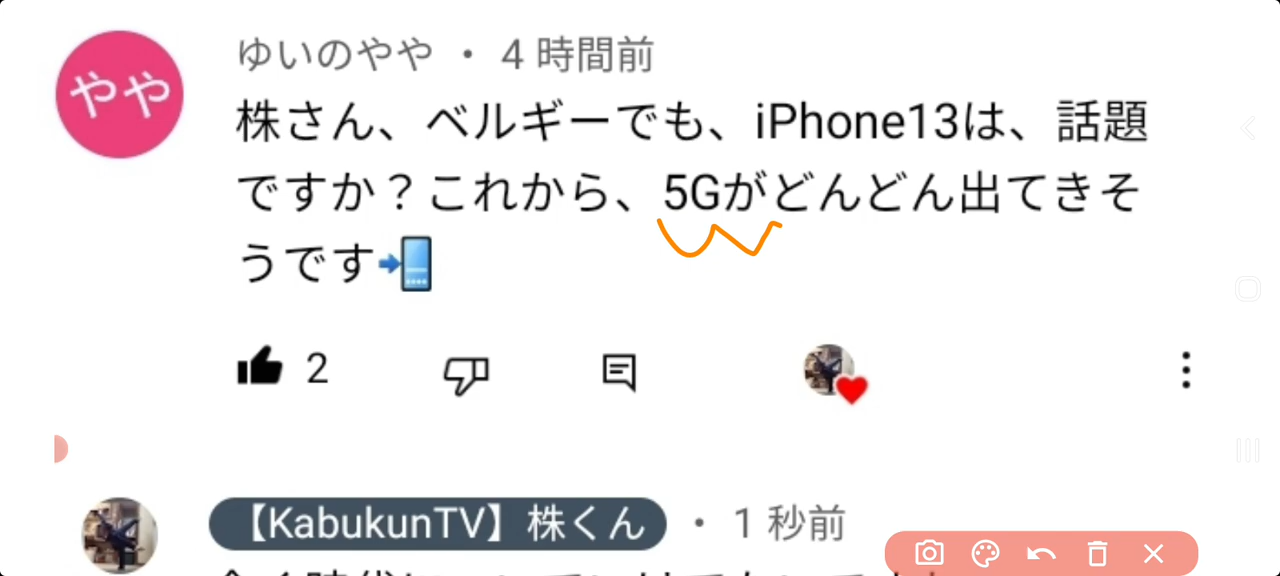 やや
ゆいのやや ・ 4 時間前
株さん、ベルギーでも、iPhone13は、話題
ですか？これから、5Gがどんどん出てきそ
うです📲
2
【KabukunTV】株くん ・ 1 秒前